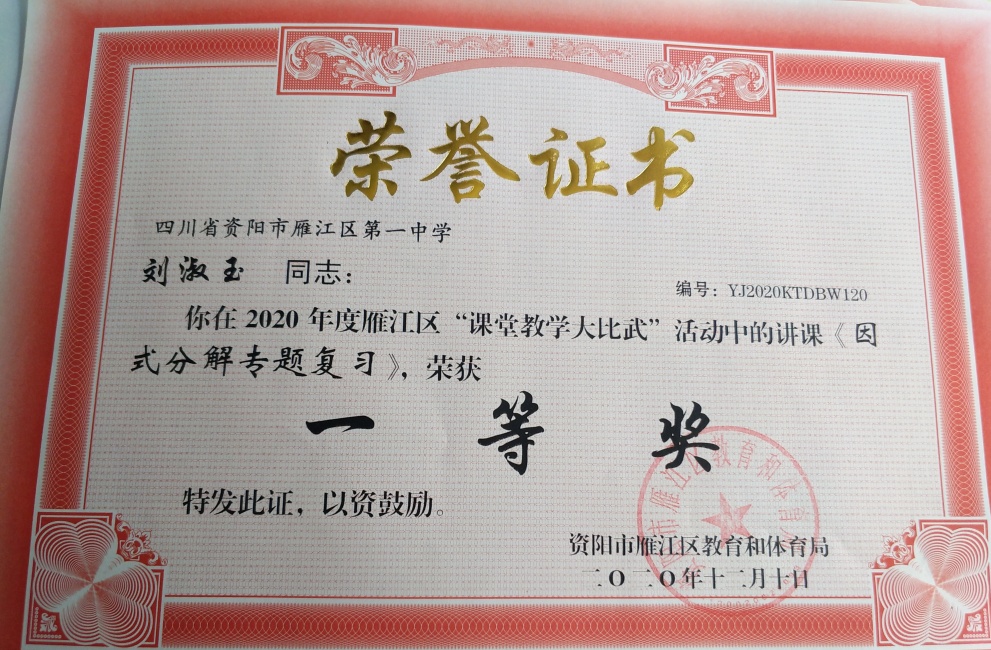 荣誉证书
四川省资阳市雁江区第一中学
刘淑玉 同志：
编号：YJ2020KTDBW120
你在2020年度雁江区“课堂教学大比武”活动中的讲课《因
式分解专题复习》，荣获
一等奖
特发此证，以资鼓励。
资阳市雁江区教育和体育局
二〇二〇年十二月十日